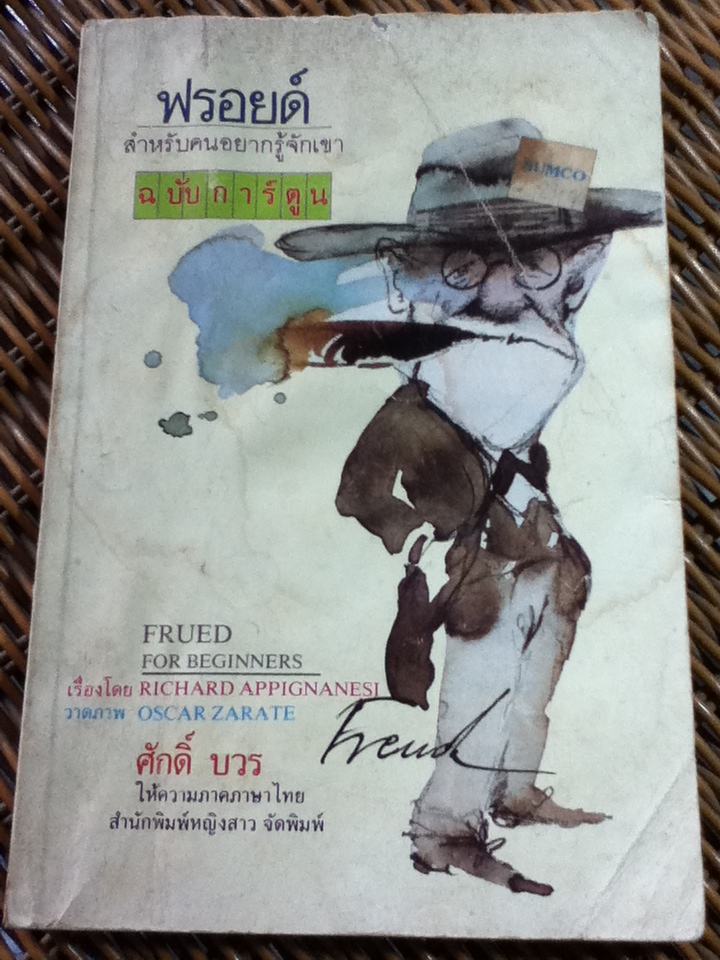 ฟรอยด์
สำหรับคนอยากรู้จักเขา
ฉบับการ์ตูน
SUMCO
FRUED
FOR BEGINNERS
เรื่องโดย RICHARD APPIGNANESI
วาดภาพ OSCAR ZARATE
Freud
ศักดิ์ บวร
ให้ความภาคภาษาไทย
สำนักพิมพ์หญิงสาว จัดพิมพ์